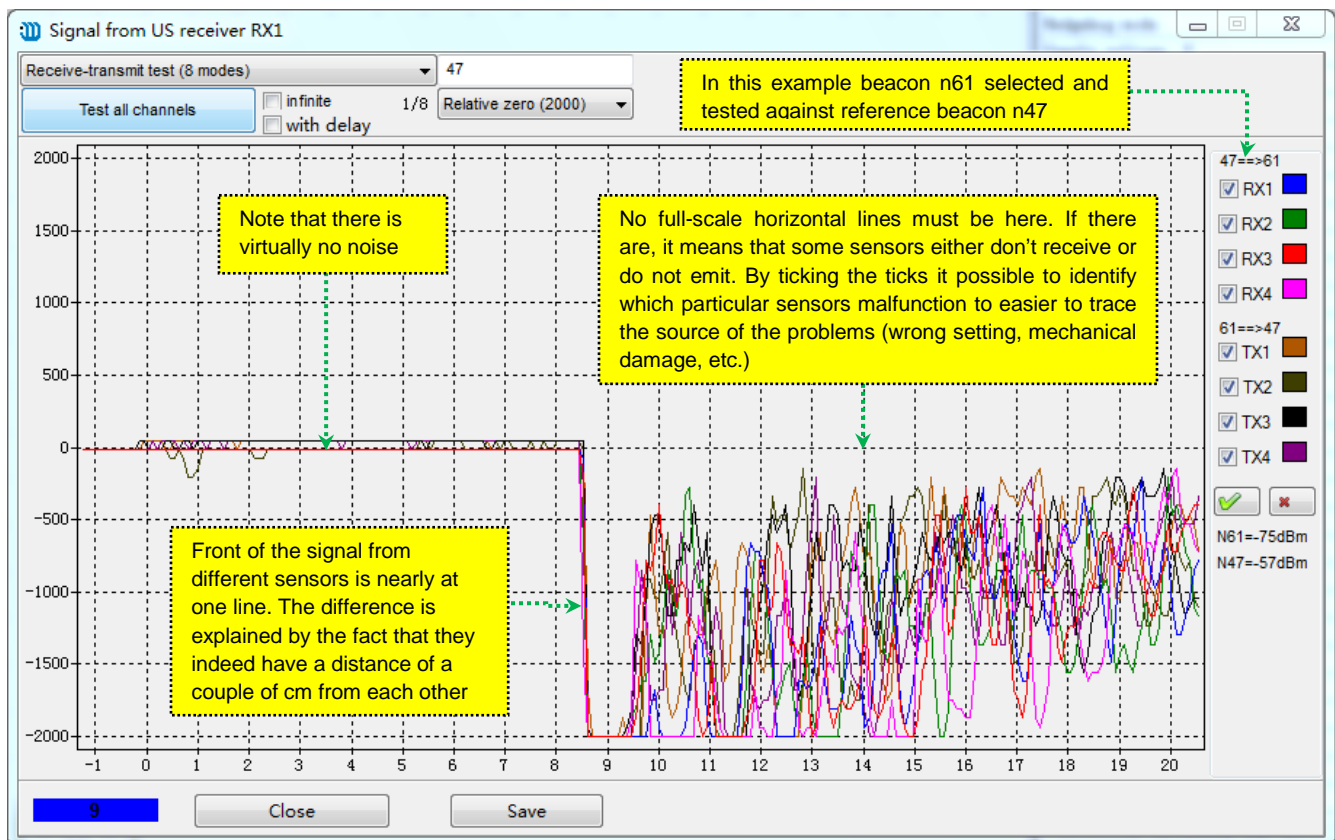 Signal from US receiver RX1
Receive-transmit test (8 modes)
47
Test all channels
infinite
with delay
1/8
Relative zero (2000)
In this example beacon n61 selected and
tested against reference beacon n47
2000
1500
1000
500
0
-500
-1000
-1500
-2000
Note that there is
virtually no noise
No full-scale horizontal lines must be here. If there
are, it means that some sensors either don't receive or
do not emit. By ticking the ticks it possible to identify
which particular sensors malfunction to easier to trace
the source of the problems (wrong setting, mechanical
damage, etc.)
Front of the signal from
different sensors is nearly at
one line. The difference is
explained by the fact that they
indeed have a distance of a
couple of cm from each other
47==>61
RX1
RX2
RX3
RX4
61==>47
TX1
TX2
TX3
TX4
N61=-75dBm
N47=-57dBm
-1 0 1 2 3 4 5 6 7 8 9 10 11 12 13 14 15 16 17 18 19 20
9
Close
Save